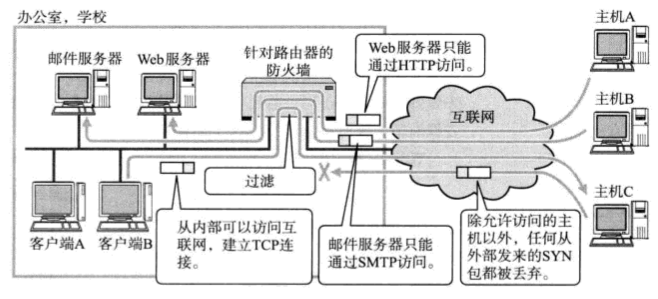 办公室，学校
邮件服务器
Web服务器
针对路由器的
防火墙
Web服务器只能
通过HTTP访问。
主机A
互联网
主机B
过滤
主机C
客户端A
客户端B
从内部可以访问互
联网，建立TCP连
接。
邮件服务器只能
通过SMTP访问。
除允许访问的主
机以外，任何从
外部发来的SYN
包都被丢弃。